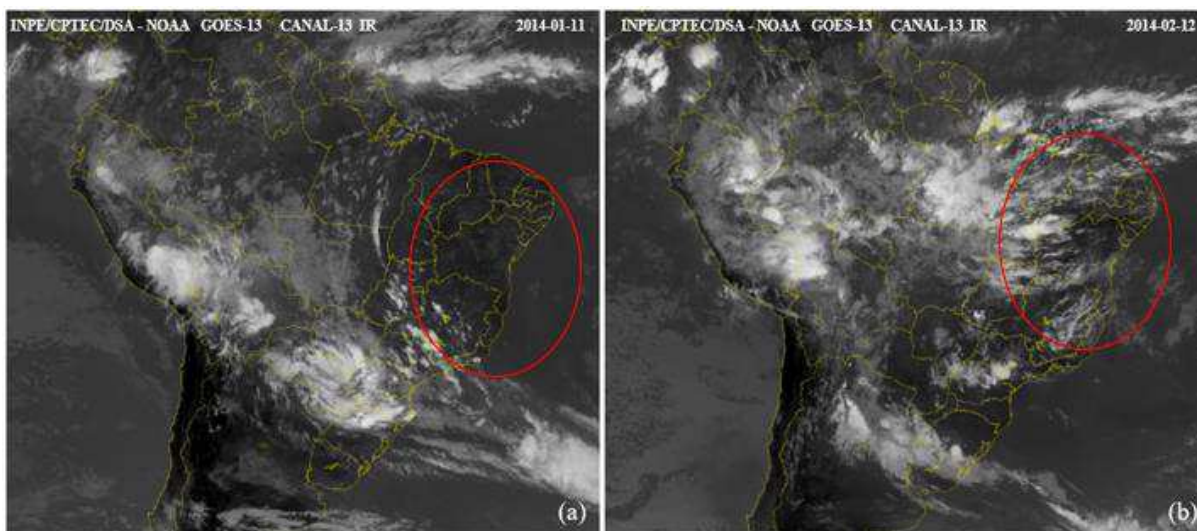 INPE/CPTEC/DSA - NOAA GOES-13 CANAL-13 IR 2014-01-11
(a)
INPE/CPTEC/DSA - NOAA GOES-13 CANAL-13 IR 2014-02-12
(b)